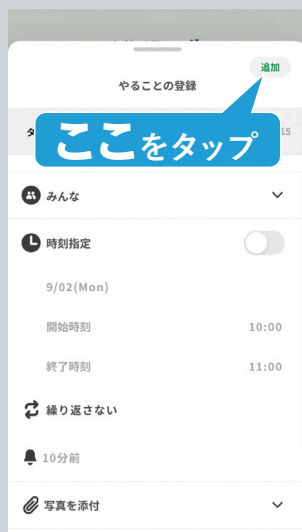 追加
やることの登録
ここをタップ
15
みんな
時刻指定
9/02(Mon)
開始時刻 10:00
終了時刻 11:00
繰り返さない
10分前
写真を添付